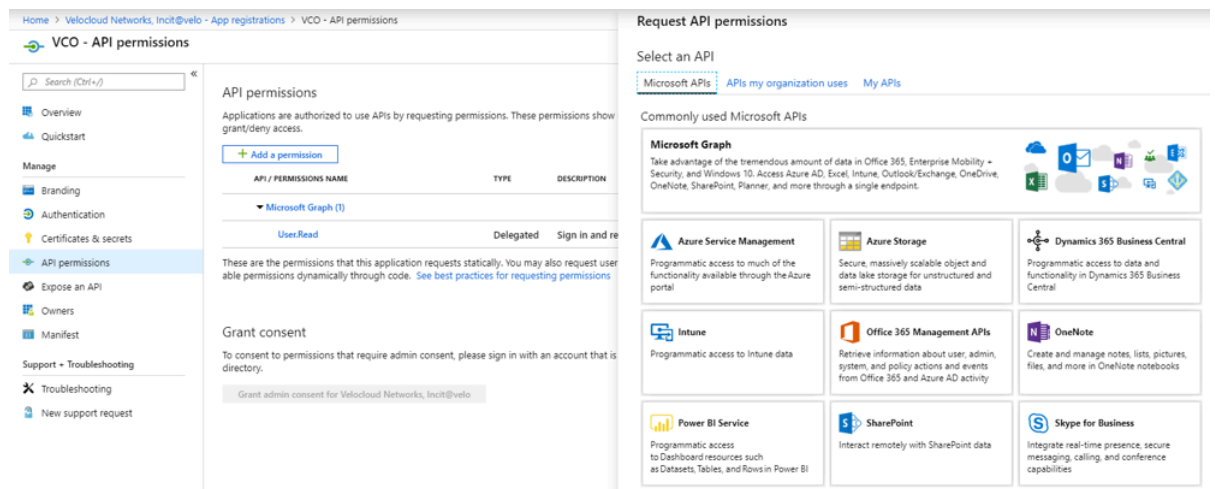 Home > Velocloud Networks, Incit@velo - App registrations > VCO - API permissions
VCO - API permissions
Search (Ctrl+/)
«
Overview
Quickstart
Manage
Branding
Authentication
Certificates & secrets
API permissions
Expose an API
Owners
Manifest
Support + Troubleshooting
Troubleshooting
New support request
API permissions
Applications are authorized to use APIs by requesting permissions. These permissions show
grant/deny access.
+ Add a permission
API / PERMISSIONS NAME TYPE DESCRIPTION
Microsoft Graph (1)
User.Read Delegated Sign in and re
These are the permissions that this application requests statically. You may also request user
able permissions dynamically through code. See best practices for requesting permissions
Grant consent
To consent to permissions that require admin consent, please sign in with an account that is
directory.
Grant admin consent for Velocloud Networks, Incit@velo
Request API permissions
Select an API
Microsoft APIs APIs my organization uses My APIs
Commonly used Microsoft APIs
Microsoft Graph
Take advantage of the tremendous amount of data in Office 365, Enterprise Mobility +
Security, and Windows 10. Access Azure AD, Excel, Intune, Outlook/Exchange, OneDrive,
OneNote, SharePoint, Planner, and more through a single endpoint.
Azure Service Management
Programmatic access to much of the
functionality available through the Azure
portal
Azure Storage
Secure, massively scalable object and
data lake storage for unstructured and
semi-structured data
Dynamics 365 Business Central
Programmatic access to data and
functionality in Dynamics 365 Business
Central
Intune
Programmatic access to Intune data
Office 365 Management APIs
Retrieve information about user, admin,
system, and policy actions and events
from Office 365 and Azure AD activity
OneNote
Create and manage notes, lists, pictures,
files, and more in OneNote notebooks
Power BI Service
Programmatic access
to Dashboard resources such
as Datasets, Tables, and Rows in Power BI
SharePoint
Interact remotely with SharePoint data
Skype for Business
Integrate real-time presence, secure
messaging, calling, and conference
capabilities